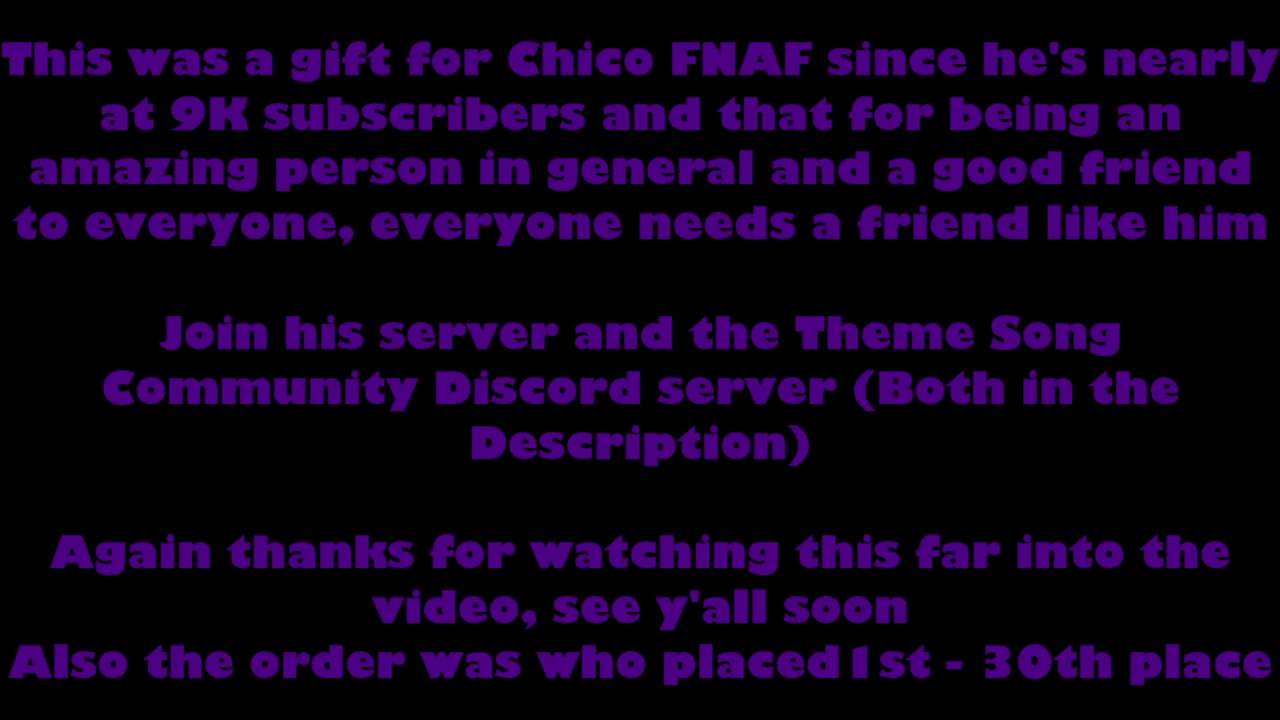 This was a gift for Chico FNAF since he's nearly
at 9K subscribers and that for being an
amazing person in general and a good friend
to everyone, everyone needs a friend like him
Join his server and the Theme Song
Community Discord server (Both in the
Description)
Again thanks for watching this far into the
video, see y'all soon
Also the order was who placed1st - 30th place